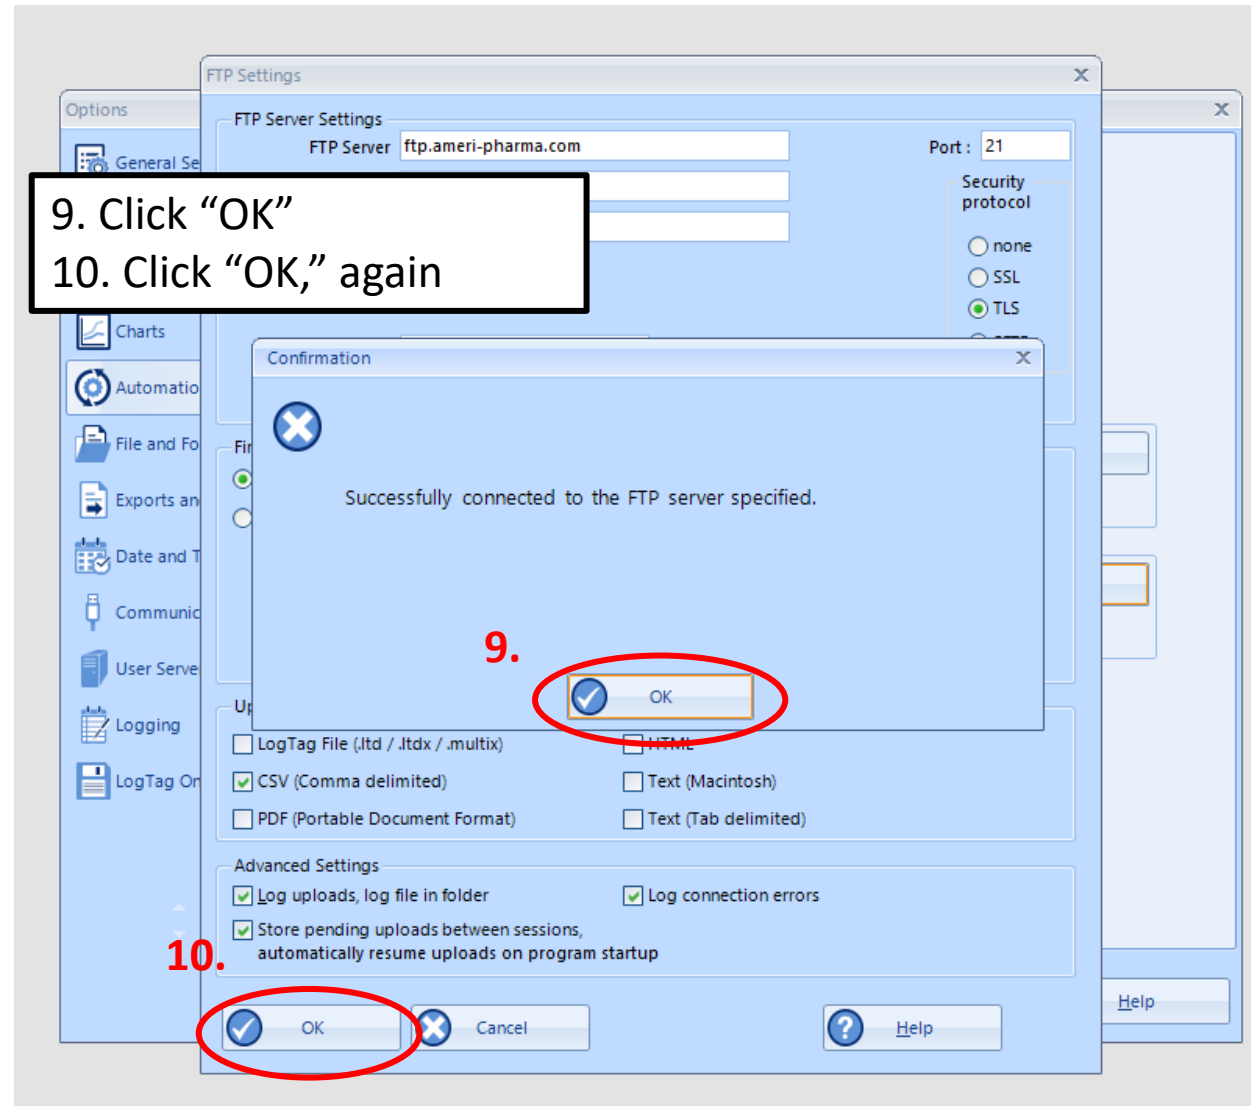 FTP Settings
Options
FTP Server Settings
FTP Server ftp.ameri-pharma.com Port : 21
General Se
Security
protocol
9. Click “OK”
10. Click “OK,” again
none
SSL
TLS
Charts
Confirmation
Automatio
File and Fo
Exports an
Successfully connected to the FTP server specified.
Date and T
Communic
9.
User Serve
OK
Logging
LogTag File (.ltd / .ltdx / .multix) HTML
LogTag On
CSV (Comma delimited) Text (Macintosh)
PDF (Portable Document Format) Text (Tab delimited)
Advanced Settings
Log uploads, log file in folder Log connection errors
Store pending uploads between sessions,
10.
automatically resume uploads on program startup
OK Cancel Help
Help